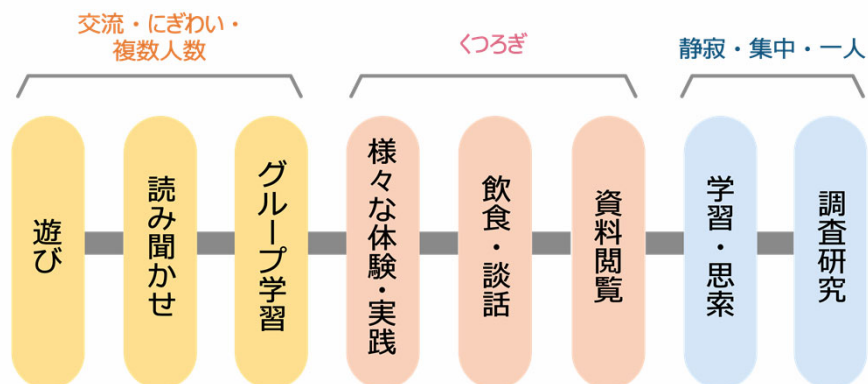 交流・にぎわい・
複数人数
くつろぎ
静寂・集中・一人
遊び
読み聞かせ
グループ学習
様々な体験・実践
飲食・談話
資料閲覧
学習・思索
調査研究